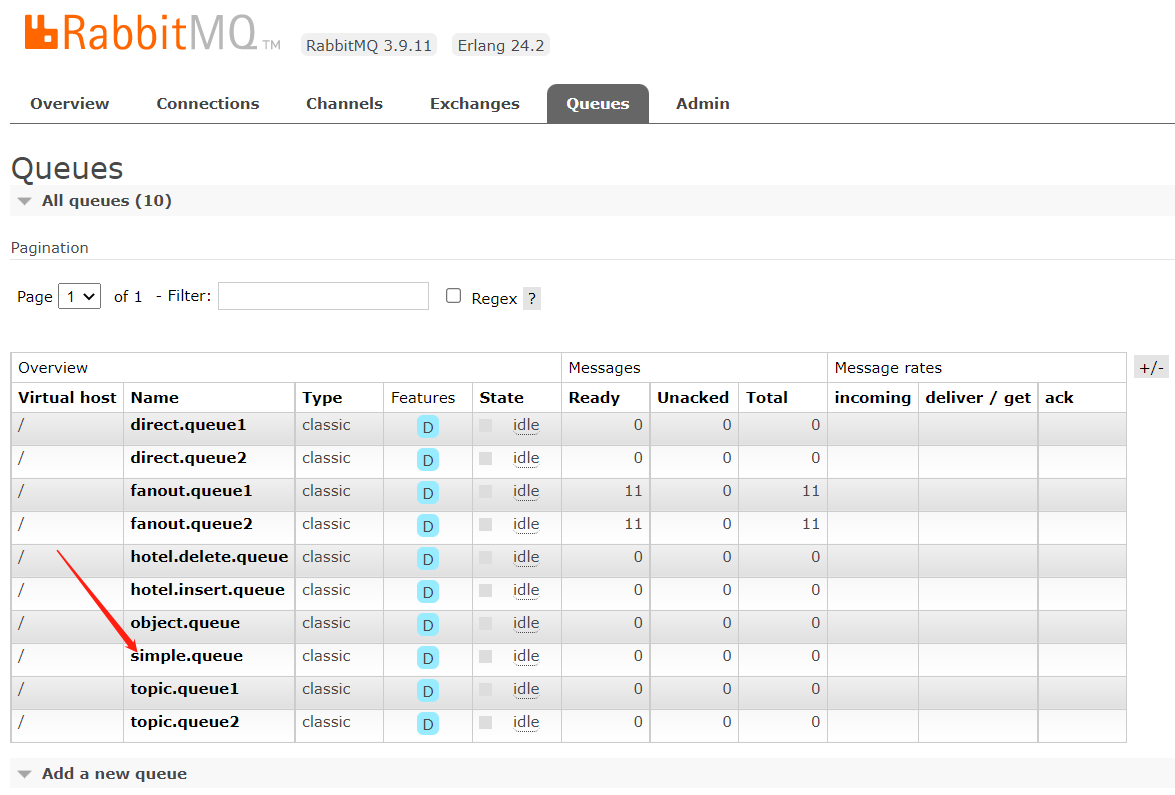 RabbitMQ TM RabbitMQ 3.9.11 Erlang 24.2
Overview Connections Channels Exchanges Queues Admin
Queues
All queues (10)
Pagination
Page 1 of 1 - Filter: Regex ?
Overview Messages Message rates +/-
Virtual host Name Type Features State Ready Unacked Total incoming deliver / get ack
/ direct.queue1 classic D idle 0 0 0
/ direct.queue2 classic D idle 0 0 0
/ fanout.queue1 classic D idle 11 0 11
/ fanout.queue2 classic D idle 11 0 11
/ hotel.delete.queue classic D idle 0 0 0
/ hotel.insert.queue classic D idle 0 0 0
/ object.queue classic D idle 0 0 0
/ simple.queue classic D idle 0 0 0
/ topic.queue1 classic D idle 0 0 0
/ topic.queue2 classic D idle 0 0 0
Add a new queue